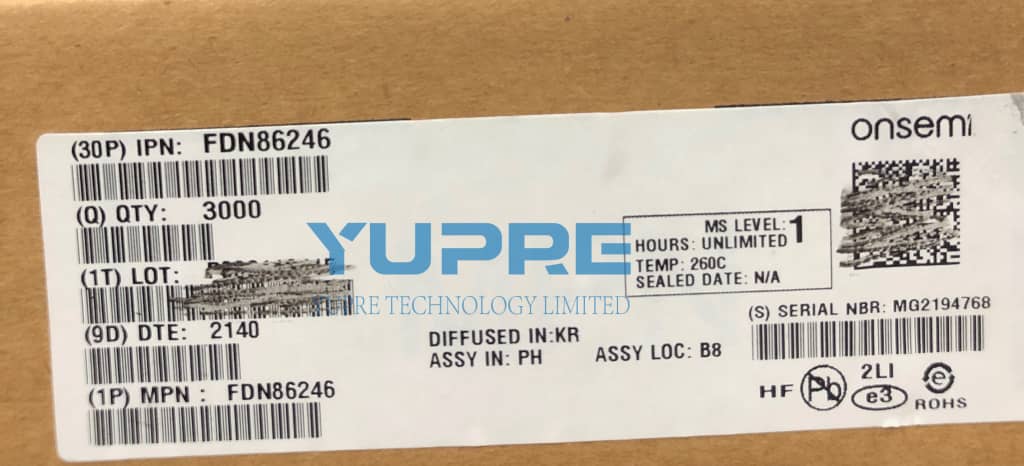 onsemi
(30P) IPN: FDN86246
(Q) QTY: 3000
(1T) LOT:
(9D) DTE: 2140
(1P) MPN : FDN86246
YUPRE
YUPRE TECHNOLOGY LIMITED
MS LEVEL: 1
HOURS: UNLIMITED
TEMP: 260C
SEALED DATE: N/A
DIFFUSED IN:KR
ASSY IN: PH
ASSY LOC: B8
(S) SERIAL NBR: MG2194768
HF
Pb
2LI
e3
e
ROHS